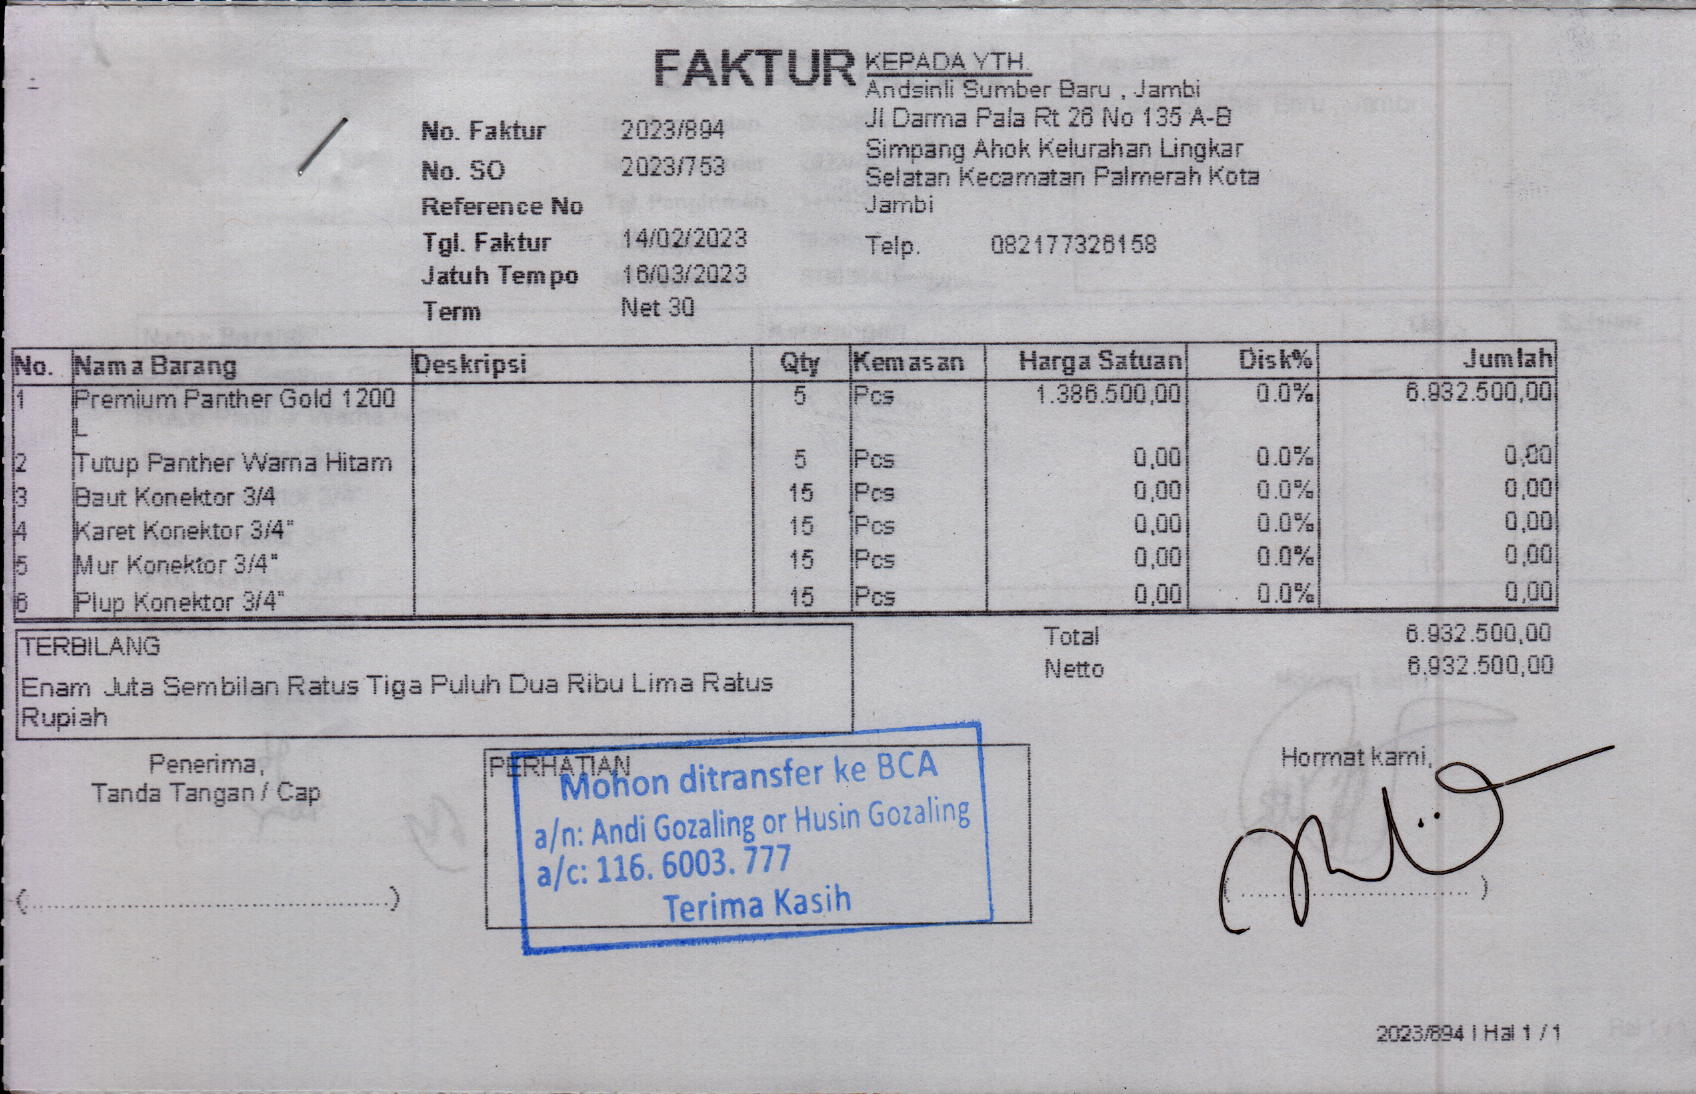 FAKTUR
No. Faktur 2023/894
No. SO 2023/753
Reference No
Tgl. Faktur 14/02/2023
Jatuh Tempo 16/03/2023
Term Net 30
KEPADA YTH.
Andsinli Sumber Baru , Jambi
Jl Darma Pala Rt 26 No 135 A-B
Simpang Ahok Kelurahan Lingkar
Selatan Kecamatan Palmerah Kota
Jambi
Telp. 082177326158
No. Nama Barang Deskripsi Qty Kemasan Harga Satuan Disk% Jumlah
1 Premium Panther Gold 1200 5 Pcs 1.386.500,00 0.0% 6.932.500,00
L
2 Tutup Panther Warna Hitam 5 Pcs 0,00 0.0% 0,00
3 Baut Konektor 3/4 15 Pcs 0,00 0.0% 0,00
4 Karet Konektor 3/4" 15 Pcs 0,00 0.0% 0,00
5 Mur Konektor 3/4" 15 Pcs 0,00 0.0% 0,00
6 Plup Konektor 3/4" 15 Pcs 0,00 0.0% 0,00
Total 6.932.500,00
Netto 6.932.500,00
TERBILANG
Enam Juta Sembilan Ratus Tiga Puluh Dua Ribu Lima Ratus
Rupiah
Penerima,
Tanda Tangan / Cap
(..................................................)
PERHATIAN
Mohon ditransfer ke BCA
a/n: Andi Gozaling or Husin Gozaling
a/c: 116. 6003. 777
Terima Kasih
Hormat kami,
(..................................)
2023/894 | Hal 1 / 1